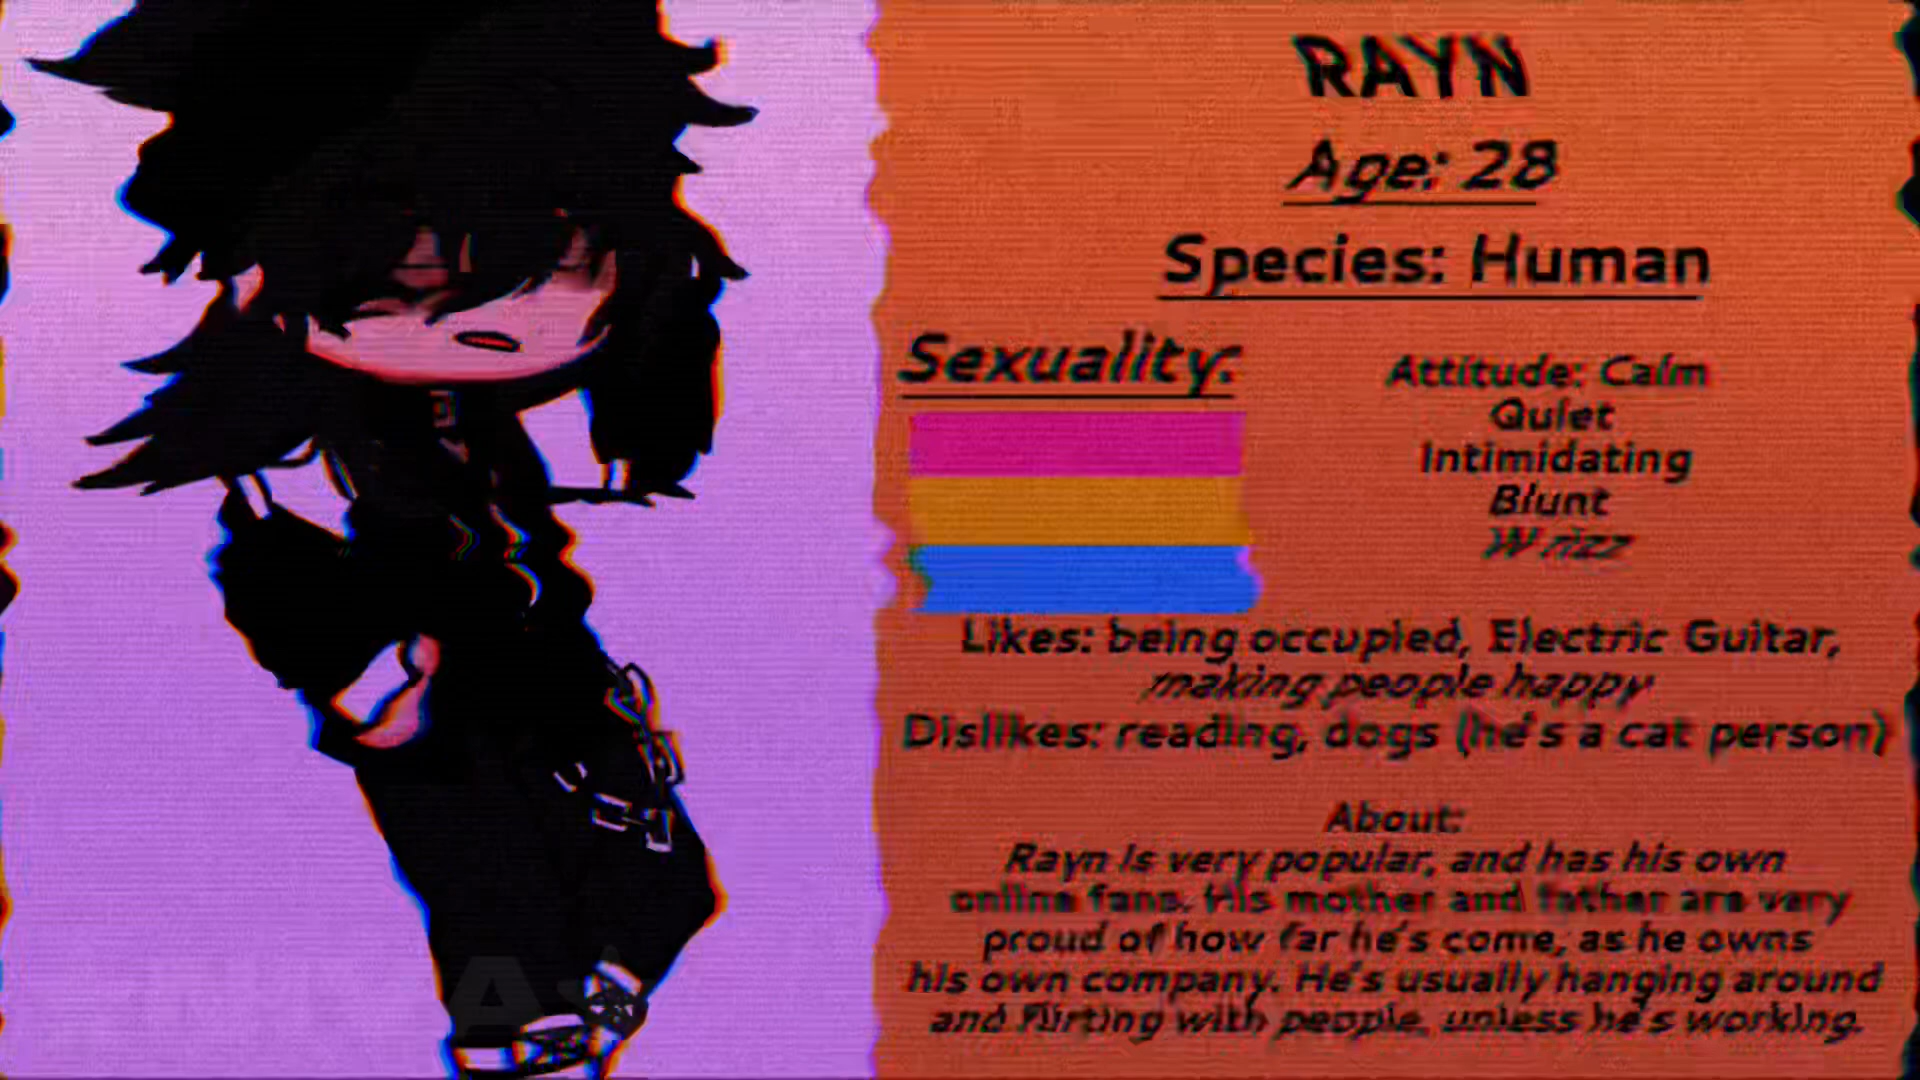 RAYN
Age: 28
Species: Human
Sexuality:
Attitude: Calm
Quiet
Intimidating
Blunt
W rizz
Likes: being occupied, Electric Guitar,
making people happy
Dislikes: reading, dogs (he's a cat person)
About:
Rayn is very popular, and has his own
online fans. His mother and father are very
proud of how far he's come, as he owns
his own company. He's usually hanging around
and flirting with people, unless he's working.